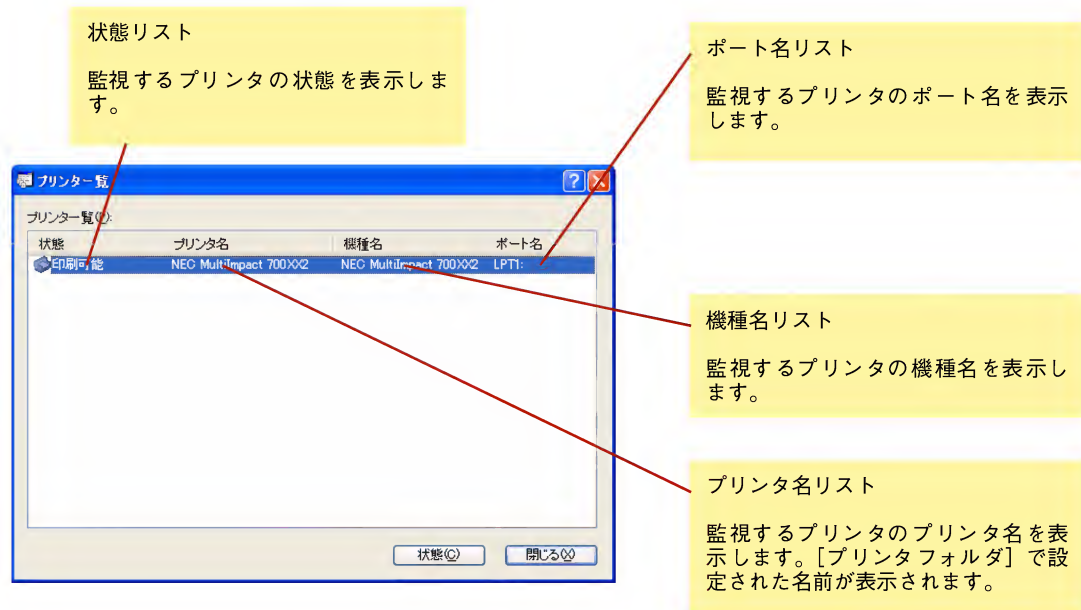 状態リスト
監視するプリンタの状態を表示しま
す。
ポート名リスト
監視するプリンタのポート名を表示
します。
プリンター覧
プリンター覧(P):
状態 プリンタ名 機種名 ポート名
印刷可能 NEC MultiImpact 700XX2 NEC MultiImpact 700XX2 LPT1:
機種名リスト
監視するプリンタの機種名を表示し
ます。
プリンタ名リスト
監視するプリンタのプリンタ名を表
示します。[プリンタフォルダ]で設
定された名前が表示されます。
状態(C) 閉じる(X)